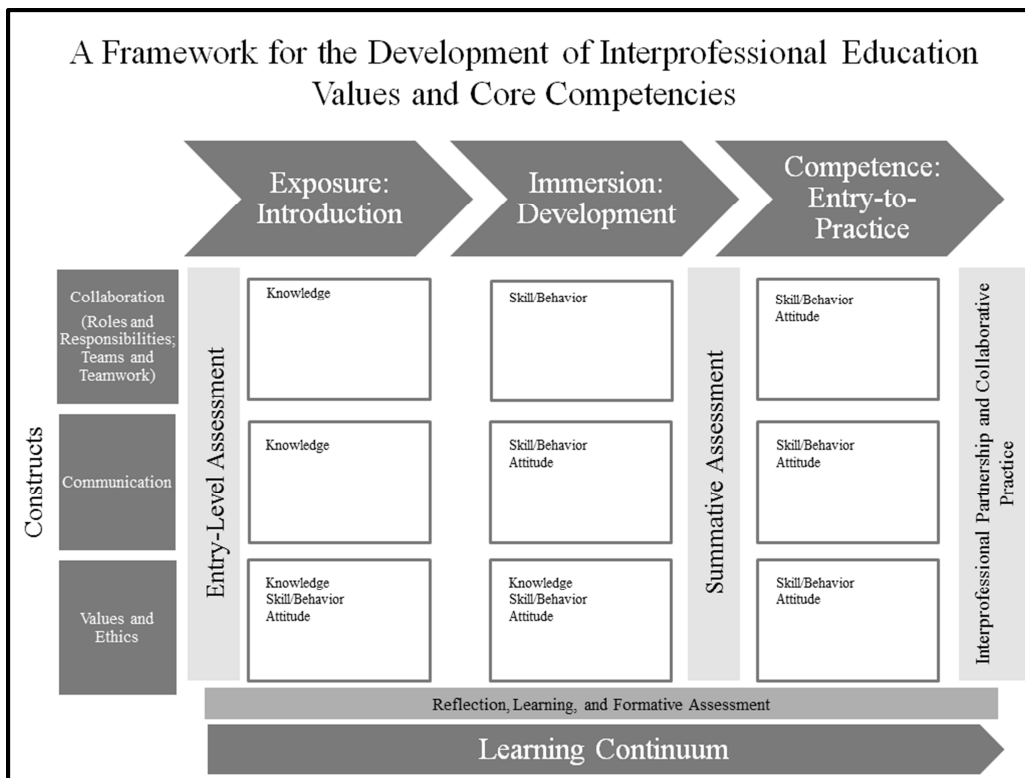 A Framework for the Development of Interprofessional Education
Values and Core Competencies
Exposure:
Introduction
Immersion:
Development
Competence:
Entry-to-
Practice
Constructs
Collaboration
(Roles and
Responsibilities;
Teams and
Teamwork)
Entry-Level Assessment
Knowledge
Skill/Behavior
Summative Assessment
Skill/Behavior
Attitude
Interprofessional Partnership and Collaborative
Practice
Communication
Knowledge
Skill/Behavior
Attitude
Skill/Behavior
Attitude
Values and
Ethics
Knowledge
Skill/Behavior
Attitude
Knowledge
Skill/Behavior
Attitude
Skill/Behavior
Attitude
Reflection, Learning, and Formative Assessment
Learning Continuum